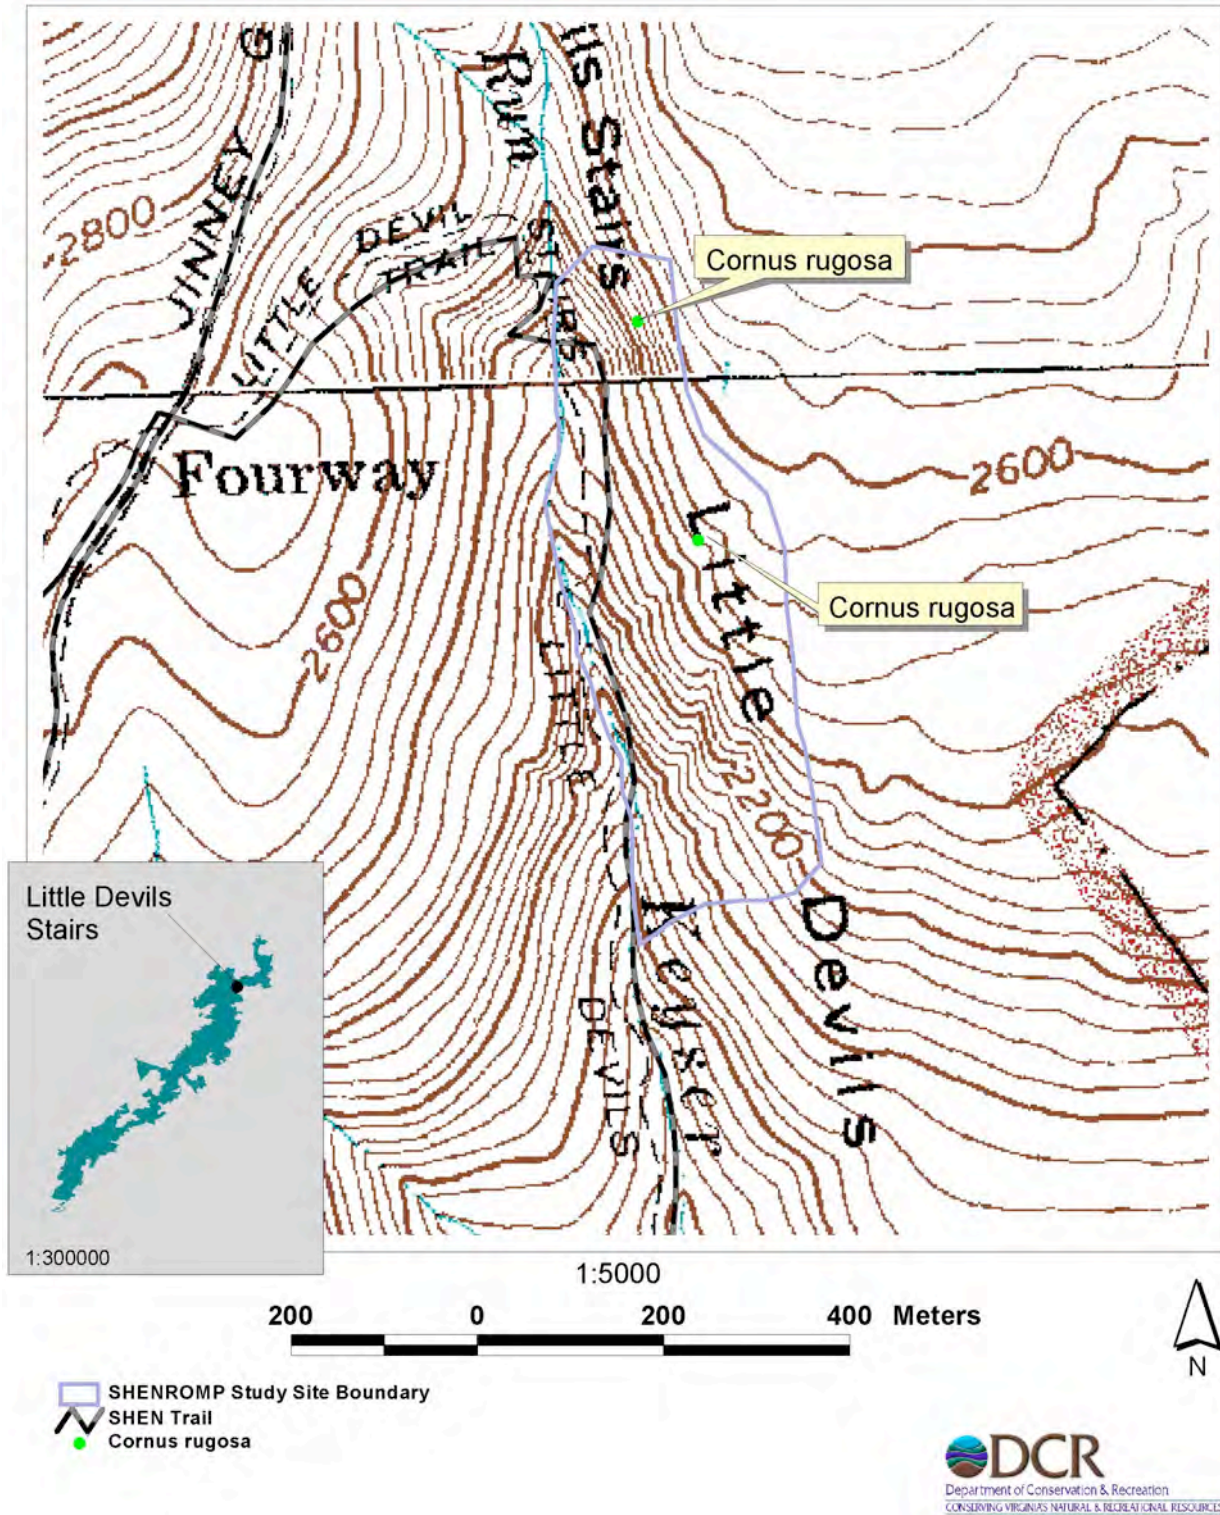 G
JINNEY
Run
ils Stairs
2800
LITTLE DEVIL
STAIRS
TRAIL
Cornus rugosa
Fourway
2600
Little
Cornus rugosa
2600
LITTLE
2200
Devils
Keyser
DEVILS
Little Devils
Stairs
1:300000
1:5000
200 0 200 400 Meters
N
SHENROMP Study Site Boundary
SHEN Trail
Cornus rugosa
DCR
Department of Conservation & Recreation
CONSERVING VIRGINIA'S NATURAL & RECREATIONAL RESOURCES